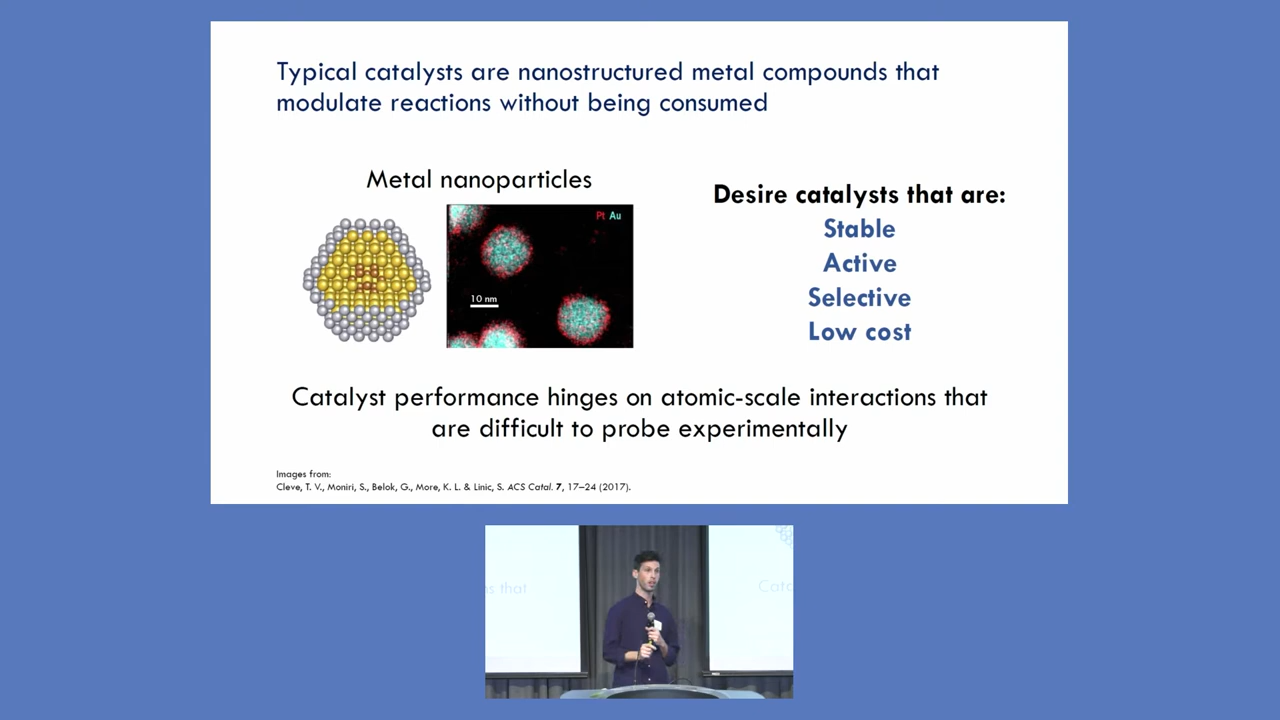 Typical catalysts are nanostructured metal compounds that
modulate reactions without being consumed
Metal nanoparticles
Pt Au
10 nm
Desire catalysts that are:
Stable
Active
Selective
Low cost
Catalyst performance hinges on atomic-scale interactions that
are difficult to probe experimentally
Images from:
Cleve, T. V., Moniri, S., Belok, G., More, K. L. & Linic, S. ACS Catal. 7, 17–24 (2017).
that